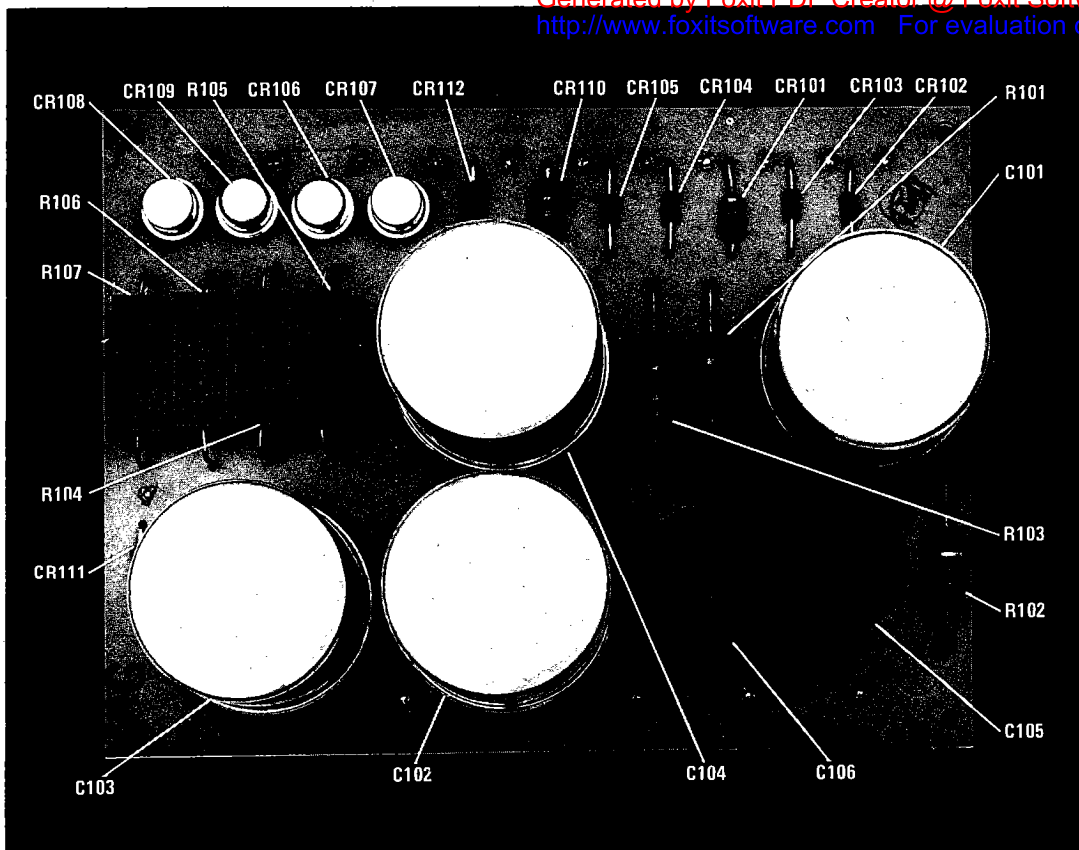 Generated by Foxit PDF Creator @ Foxit Soft
http://www.foxitsoftware.com For evaluation
CR108
CR109 R105 CR106 CR107 CR112 CR110 CR105 CR104 CR101 CR103 CR102 R101
C101
R106
R107
R104
R103
CR111
R102
C105
C103 C102 C104 C106